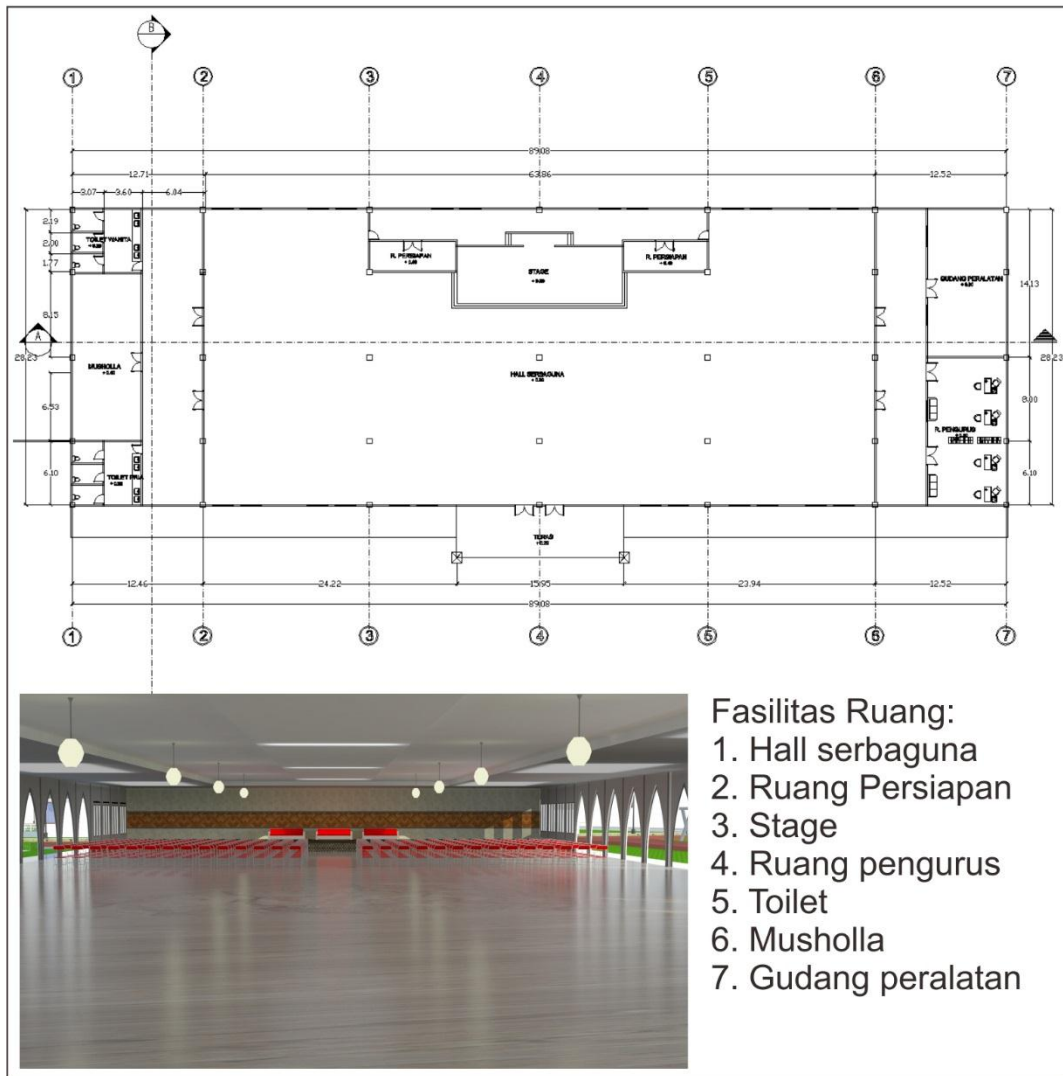 B
1 2 3 4 5 6 7
89.08
12.71 63.86 12.52
3.07 3.60 6.04
2.19
2.00
1.77
8.15
28.23
6.53
6.10
14.13
28.23
8.00
6.10
TOILET WANITA
R. PERSIAPAN
STAGE
R. PERSIAPAN
GUDANG PERALATAN
A
MUSHOLLA
HALL SERBAGUNA
R. PENGURUS
TOILET PRIA
TERAS
12.46 24.22 15.95 23.94 12.52
89.08
1 2 3 4 5 6 7
Fasilitas Ruang:
1. Hall serbaguna
2. Ruang Persiapan
3. Stage
4. Ruang pengurus
5. Toilet
6. Musholla
7. Gudang peralatan